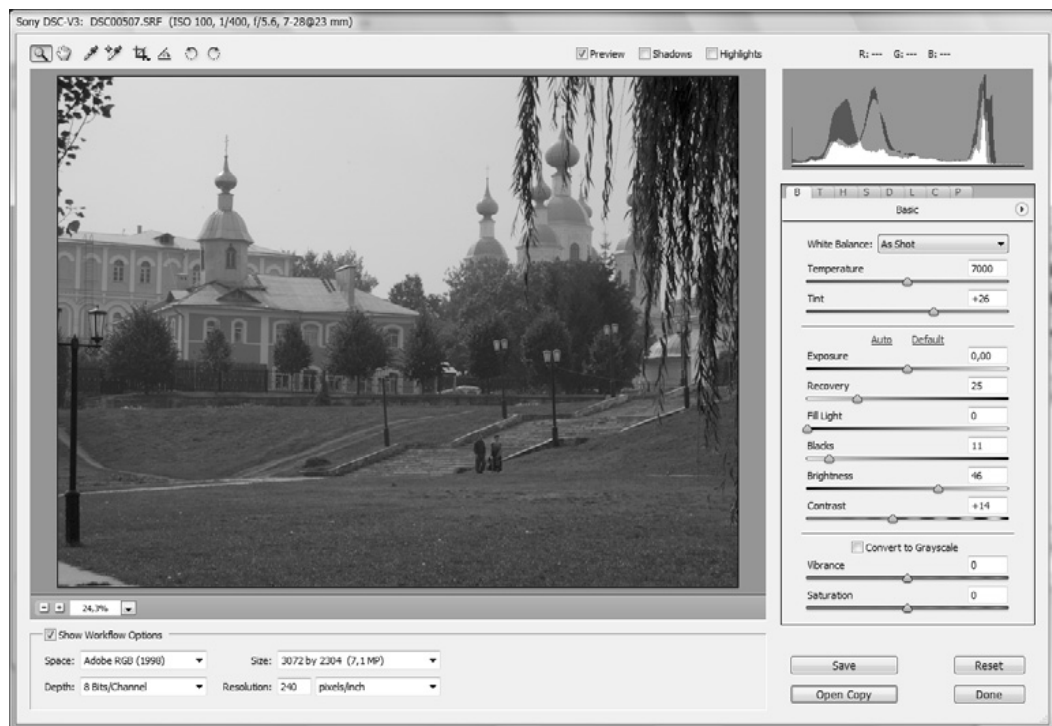 Sony DSC-V3: DSC00507.SRF (ISO 100, 1/400, f/5.6, 7-28@23 mm)
Preview Shadows Highlights
R: --- G: --- B: ---
B T H S D L C P
Basic
White Balance: As Shot
Temperature 7000
Tint +26
Auto Default
Exposure 0,00
Recovery 25
Fill Light 0
Blacks 11
Brightness 46
Contrast +14
Convert to Grayscale
Vibrance 0
Saturation 0
24,3%
Show Workflow Options
Space: Adobe RGB (1998) Size: 3072 by 2304 (7,1 MP)
Depth: 8 Bits/Channel Resolution: 240 pixels/inch
Save Reset
Open Copy Done